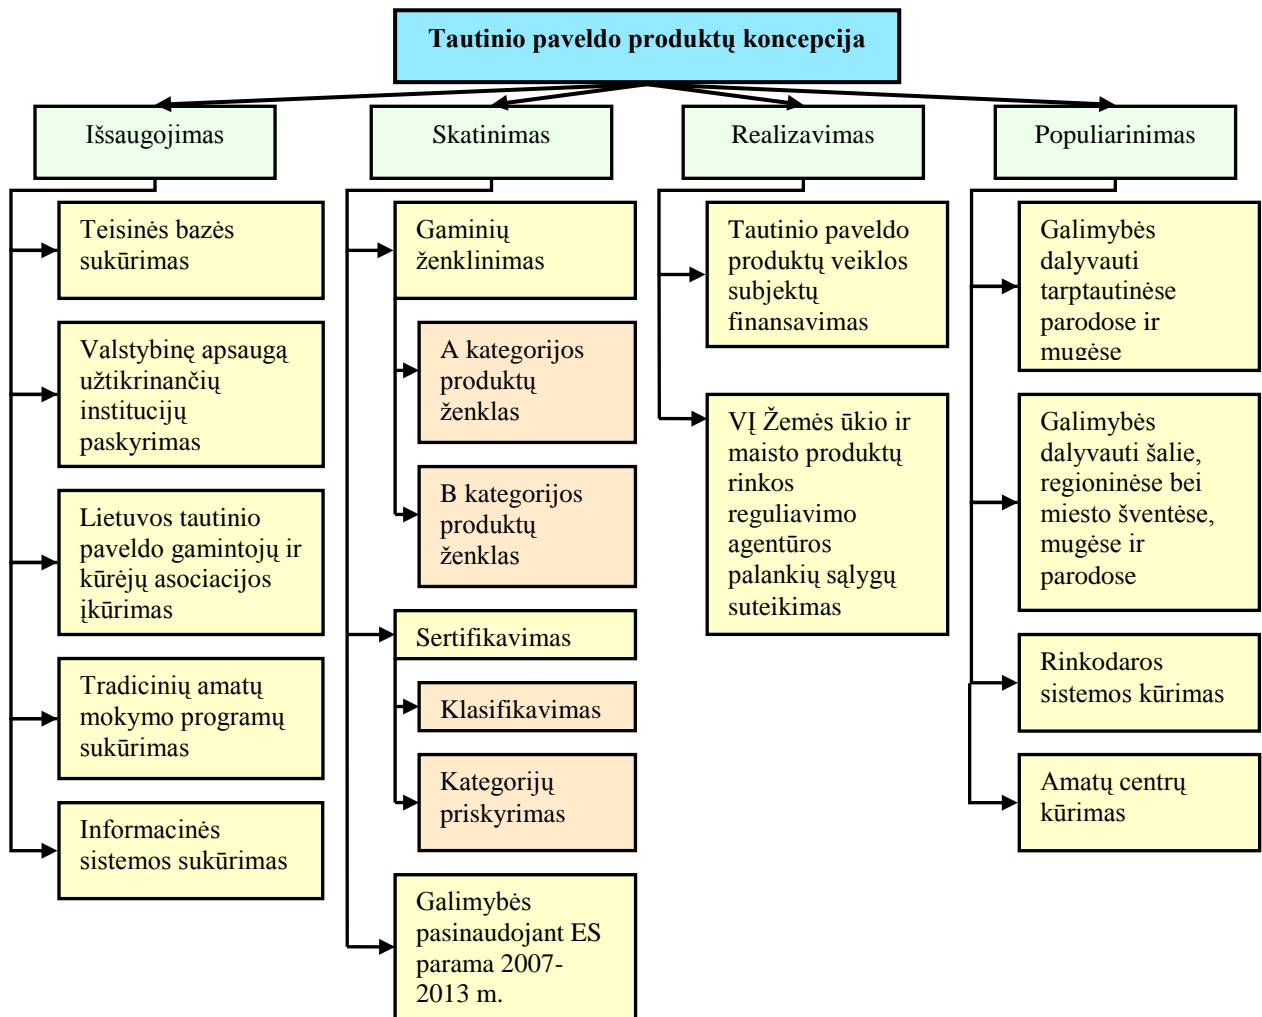 Tautinio paveldo produktų koncepcija
Išsaugojimas
Skatinimas
Realizavimas
Populiarinimas
Teisinės bazės
sukūrimas
Valstybinę apsaugą
užtikrinančių
institucijų
paskyrimas
Lietuvos tautinio
paveldo gamintojų ir
kūrėjų asociacijos
įkūrimas
Tradicinių amatų
mokymo programų
sukūrimas
Informacinės
sistemos sukūrimas
Gaminių
ženklinimas
A kategorijos
produktų
ženklas
B kategorijos
produktų
ženklas
Sertifikavimas
Klasifikavimas
Kategorijų
priskyrimas
Galimybės
pasinaudojant ES
parama 2007-
2013 m.
Tautinio paveldo
produktų veiklos
subjektų
finansavimas
VĮ Žemės ūkio ir
maisto produktų
rinkos
reguliavimo
agentūros
palankių sąlygų
suteikimas
Galimybės
dalyvauti
tarptautinėse
parodose ir
mugėse
Galimybės
dalyvauti šalie,
regioninėse bei
miesto šventėse,
mugėse ir
parodose
Rinkodaros
sistemos kūrimas
Amatų centrų
kūrimas